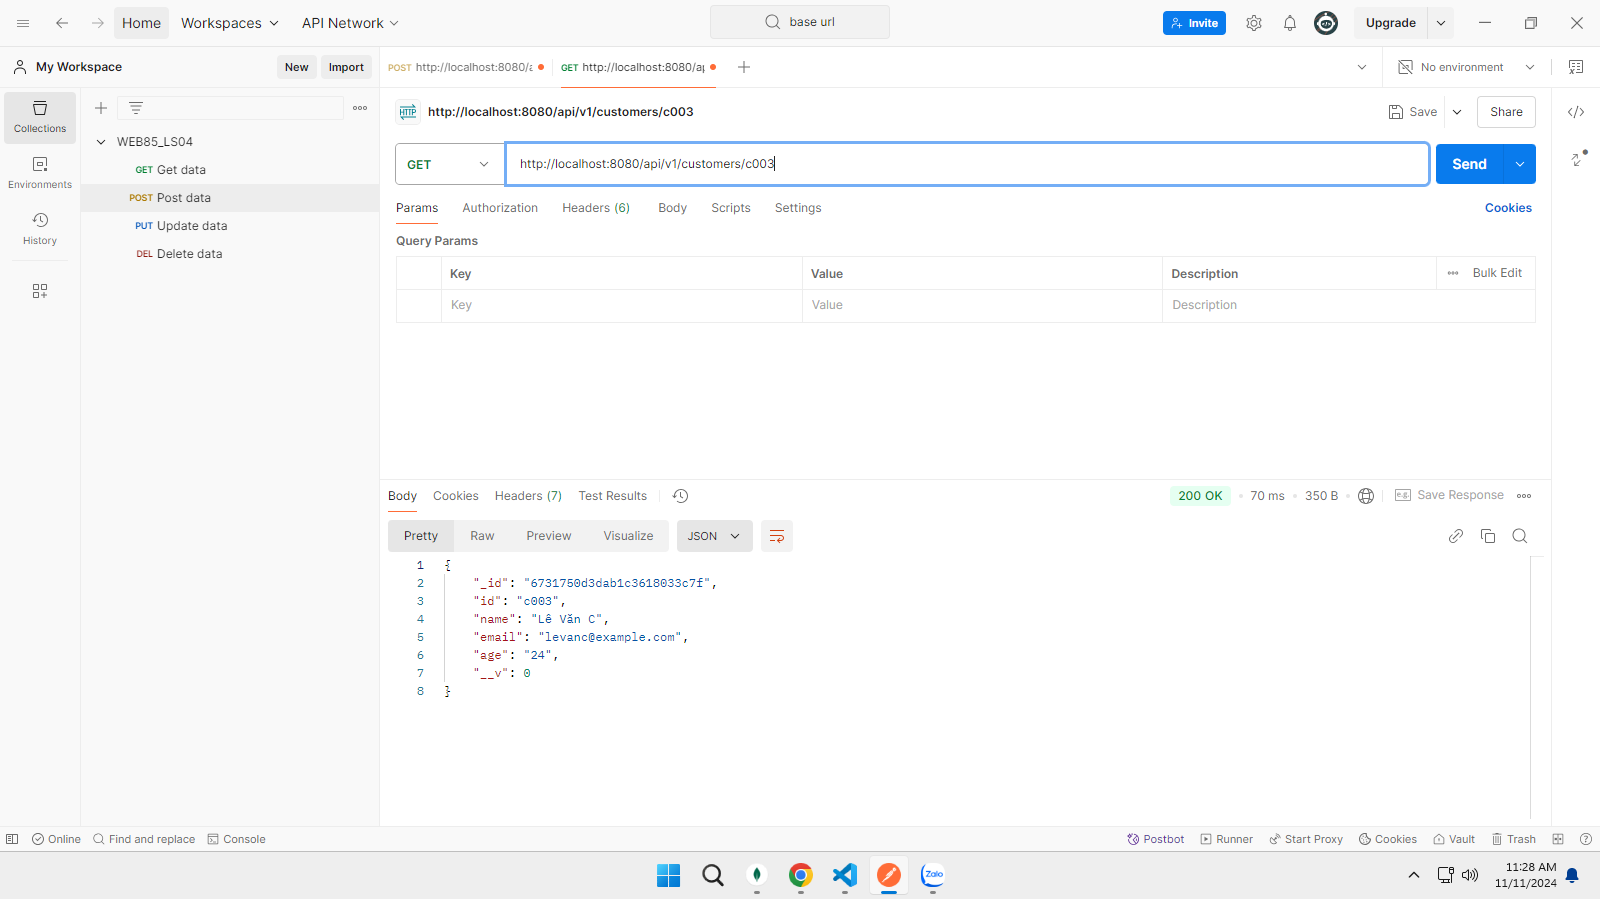 Home
Workspaces
API Network
base url
Invite
Upgrade
My Workspace
New
Import
POST http://localhost:8080/a
GET http://localhost:8080/ap
No environment
Collections
Environments
History
WEB85_LS04
GET Get data
POST Post data
PUT Update data
DEL Delete data
HTTP http://localhost:8080/api/v1/customers/c003
Save
Share
GET
http://localhost:8080/api/v1/customers/c003
Send
Params
Authorization
Headers (6)
Body
Scripts
Settings
Cookies
Query Params
Key
Value
Description
Bulk Edit
Key
Value
Description
Body
Cookies
Headers (7)
Test Results
200 OK
70 ms
350 B
e.g.
Save Response
Pretty
Raw
Preview
Visualize
JSON
1 {
2 "_id": "6731750d3dab1c3618033c7f",
3 "id": "c003",
4 "name": "Lê Văn C",
5 "email": "levanc@example.com",
6 "age": "24",
7 "__v": 0
8 }
Online
Find and replace
Console
Postbot
Runner
Start Proxy
Cookies
Vault
Trash
Zalo
11:28 AM
11/11/2024